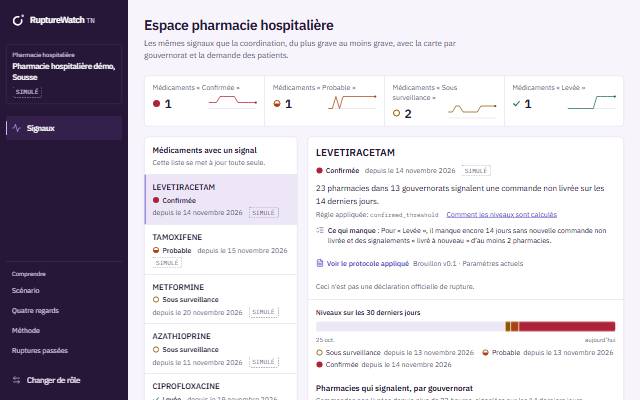 RuptureWatch TN
Pharmacie hospitalière
Pharmacie hospitalière démo,
Sousse
SIMULÉ
Signaux
Comprendre
Scénario
Quatre regards
Méthode
Ruptures passées
Changer de rôle
Espace pharmacie hospitalière
Les mêmes signaux que la coordination, du plus grave au moins grave, avec la carte par
gouvernorat et la demande des patients.
Médicaments « Confirmée »
1
Médicaments « Probable »
1
Médicaments « Sous
surveillance »
2
Médicaments « Levée »
1
Médicaments avec un signal
Cette liste se met à jour toute seule.
LEVETIRACETAM
Confirmée
depuis le 14 novembre 2026 SIMULÉ
TAMOXIFENE
Probable depuis le 15 novembre 2026
SIMULÉ
METFORMINE
Sous surveillance
depuis le 20 novembre 2026 SIMULÉ
AZATHIOPRINE
Sous surveillance
depuis le 11 novembre 2026 SIMULÉ
CIPROFLOXACINE
LEVETIRACETAM
Confirmée depuis le 14 novembre 2026 SIMULÉ
23 pharmacies dans 13 gouvernorats signalent une commande non livrée sur les
14 derniers jours.
Règle appliquée: confirmed_threshold Comment les niveaux sont calculés
Ce qui manque : Pour « Levée », il manque encore 14 jours sans nouvelle commande non
livrée et des signalements « livré à nouveau » d'au moins 2 pharmacies.
Voir le protocole appliqué Brouillon v0.1 · Paramètres actuels
Ceci n'est pas une déclaration officielle de rupture.
Niveaux sur les 30 derniers jours
25 oct. aujourd'hui
Sous surveillance depuis le 13 novembre 2026 Probable depuis le 13 novembre 2026
Confirmée depuis le 14 novembre 2026
Pharmacies qui signalent, par gouvernorat